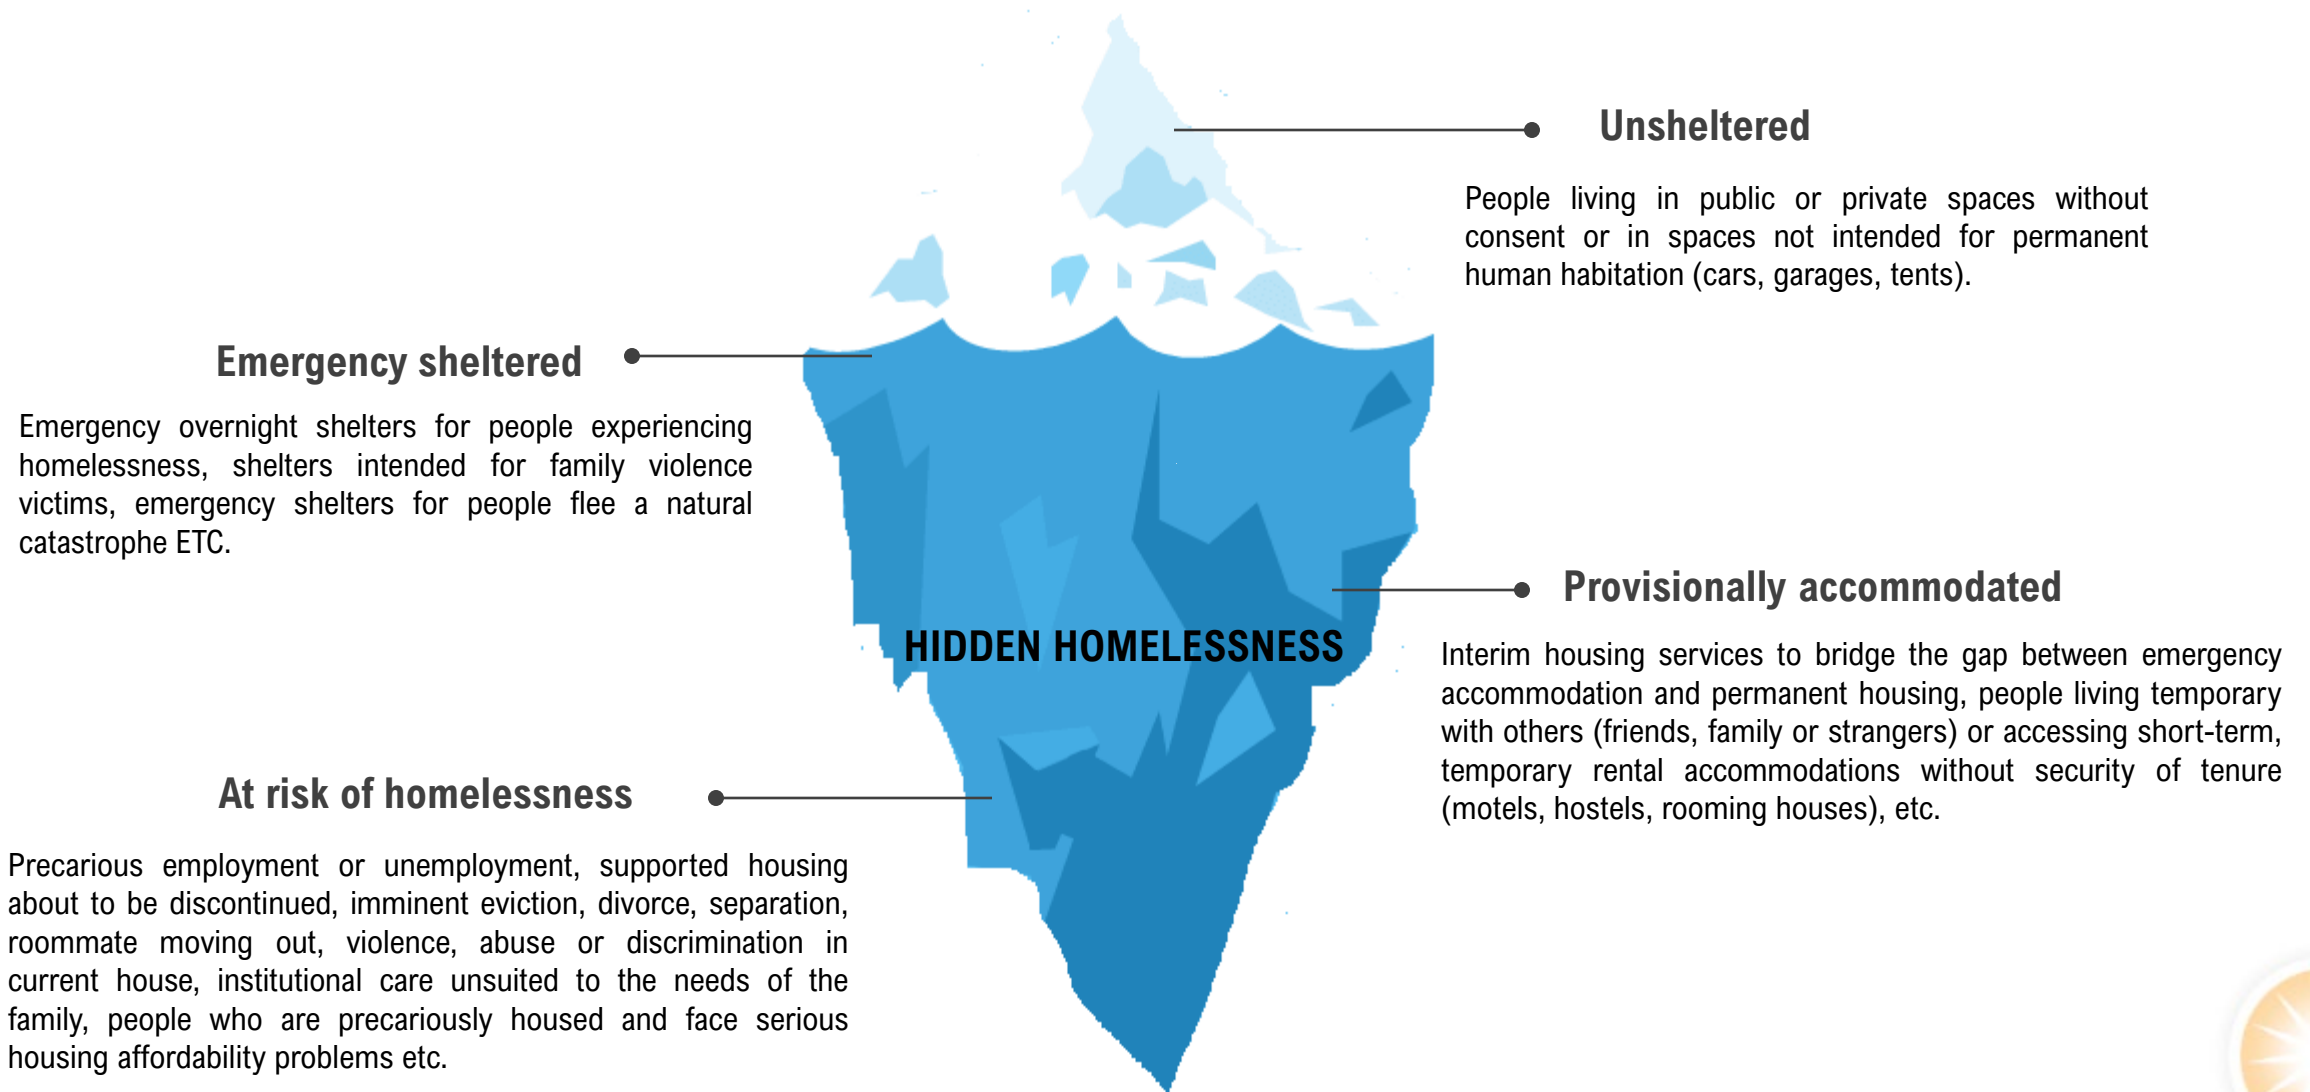 Unsheltered
People living in public or private spaces without
consent or in spaces not intended for permanent
human habitation (cars, garages, tents).
Emergency sheltered
Emergency overnight shelters for people experiencing
homelessness, shelters intended for family violence
victims, emergency shelters for people flee a natural
catastrophe ETC.
HIDDEN HOMELESSNESS
Provisionally accommodated
Interim housing services to bridge the gap between emergency
accommodation and permanent housing, people living temporary
with others (friends, family or strangers) or accessing short-term,
temporary rental accommodations without security of tenure
(motels, hostels, rooming houses), etc.
At risk of homelessness
Precarious employment or unemployment, supported housing
about to be discontinued, imminent eviction, divorce, separation,
roommate moving out, violence, abuse or discrimination in
current house, institutional care unsuited to the needs of the
family, people who are precariously housed and face serious
housing affordability problems etc.